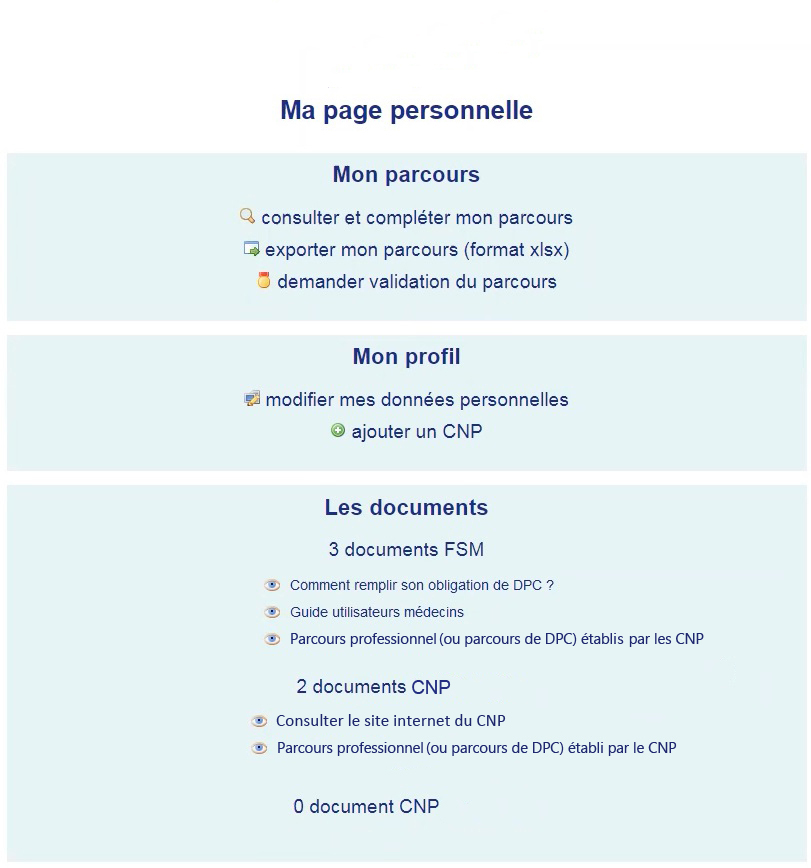 Ma page personnelle
Mon parcours
consulter et compléter mon parcours
exporter mon parcours (format xlsx)
demander validation du parcours
Mon profil
modifier mes données personnelles
ajouter un CNP
Les documents
3 documents FSM
Comment remplir son obligation de DPC ?
Guide utilisateurs médecins
Parcours professionnel (ou parcours de DPC) établis par les CNP
2 documents CNP
Consulter le site internet du CNP
Parcours professionnel (ou parcours de DPC) établi par le CNP
0 document CNP